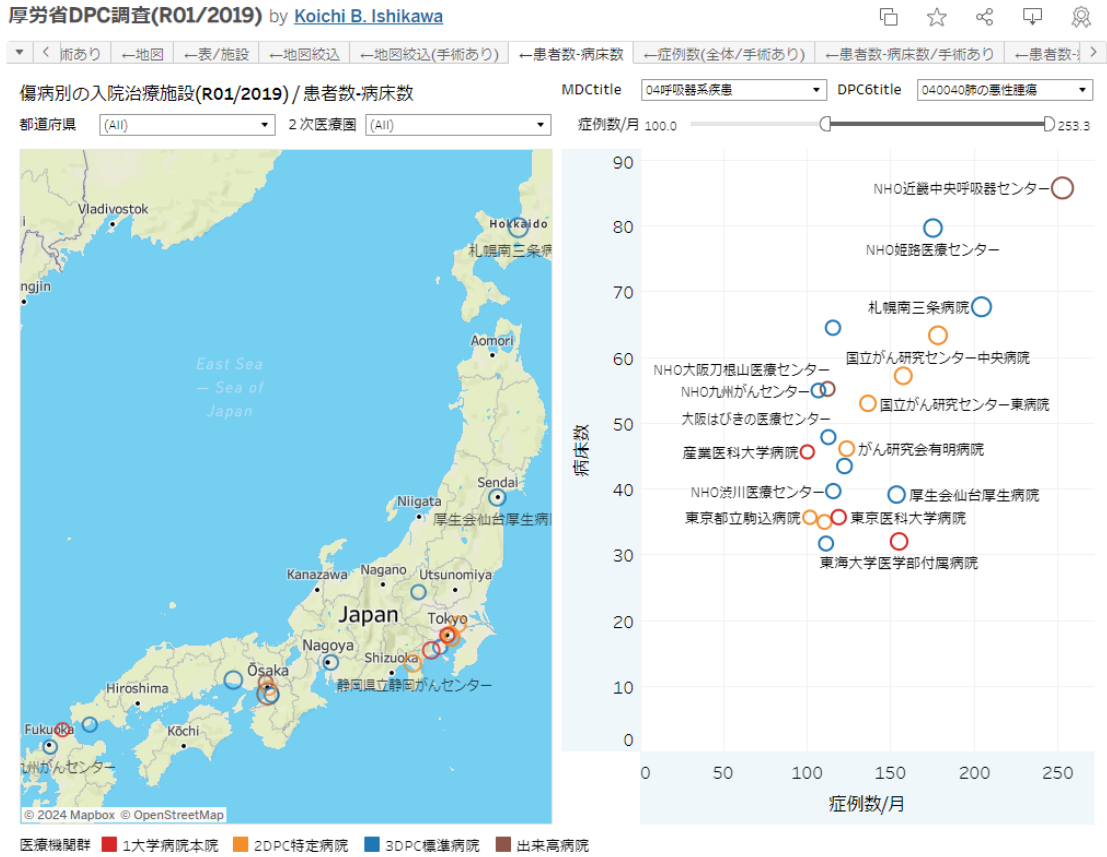 厚労省DPC調査(R01/2019) by Koichi B. Ishikawa
術あり ←地図 ←表/施設 ←地図絞込 ←地図絞込(手術あり) ←患者数-病床数 ←症例数(全体/手術あり) ←患者数-病床数/手術あり ←患者数-
傷病別の入院治療施設(R01/2019) / 患者数-病床数
MDCtitle 04呼吸器系疾患 DPC6title 040040肺の悪性腫瘍
都道府県 (All) 2次医療圏 (All) 症例数/月 100.0 253.3
Vladivostok
Hokkaido
札幌南三条病
ngjin
Aomori
East Sea
— Sea of
Japan
Sendai
Niigata
厚生会仙台厚生病
Kanazawa
Nagano
Utsunomiya
Japan
Tokyo
Nagoya
Shizuoka
Ōsaka
静岡県立静岡がんセンター
Hiroshima
Fukuoka
Kōchi
九州がんセンター
© 2024 Mapbox © OpenStreetMap
90
80
70
60
50
40
30
20
10
0
病床数
NHO近畿中央呼吸器センター
NHO姫路医療センター
札幌南三条病院
国立がん研究センター中央病院
NHO大阪刀根山医療センター
NHO九州がんセンター
国立がん研究センター東病院
大阪はびきの医療センター
産業医科大学病院
がん研究会有明病院
NHO渋川医療センター
厚生会仙台厚生病院
東京都立駒込病院
東京医科大学病院
東海大学医学部付属病院
0 50 100 150 200 250
症例数/月
医療機関群 1大学病院本院 2DPC特定病院 3DPC標準病院 出来高病院